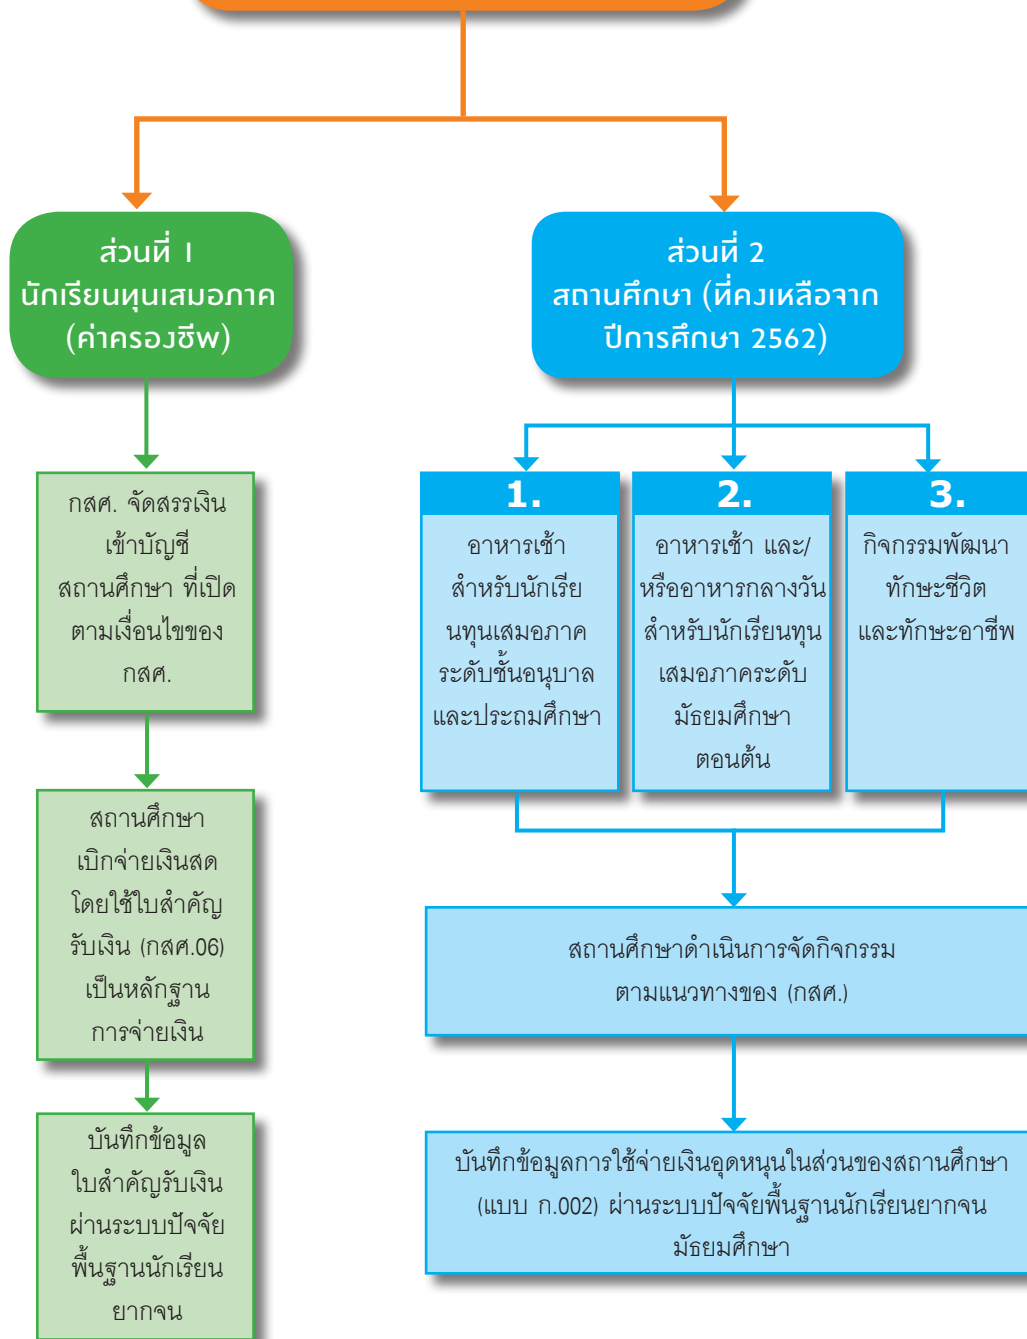 ส่วนที่ 1
นักเรียนทุนเสมอภาค
(ค่าครองชีพ)
กสศ. จัดสรรเงิน
เข้าบัญชี
สถานศึกษา ที่เปิด
ตามเงื่อนไขของ
กสศ.
สถานศึกษา
เบิกจ่ายเงินสด
โดยใช้ใบสำคัญ
รับเงิน (กสศ.06)
เป็นหลักฐาน
การจ่ายเงิน
บันทึกข้อมูล
ใบสำคัญรับเงิน
ผ่านระบบปัจจัย
พื้นฐานนักเรียน
ยากจน
ส่วนที่ 2
สถานศึกษา (ที่คงเหลือจาก
ปีการศึกษา 2562)
1.
อาหารเช้า
สำหรับนักเรีย
นทุนเสมอภาค
ระดับชั้นอนุบาล
และประถมศึกษา
2.
อาหารเช้า และ/
หรืออาหารกลางวัน
สำหรับนักเรียนทุน
เสมอภาคระดับ
มัธยมศึกษา
ตอนต้น
3.
กิจกรรมพัฒนา
ทักษะชีวิต
และทักษะอาชีพ
สถานศึกษาดำเนินการจัดกิจกรรม
ตามแนวทางของ (กสศ.)
บันทึกข้อมูลการใช้จ่ายเงินอุดหนุนในส่วนของสถานศึกษา
(แบบ ก.002) ผ่านระบบปัจจัยพื้นฐานนักเรียนยากจน
มัธยมศึกษา